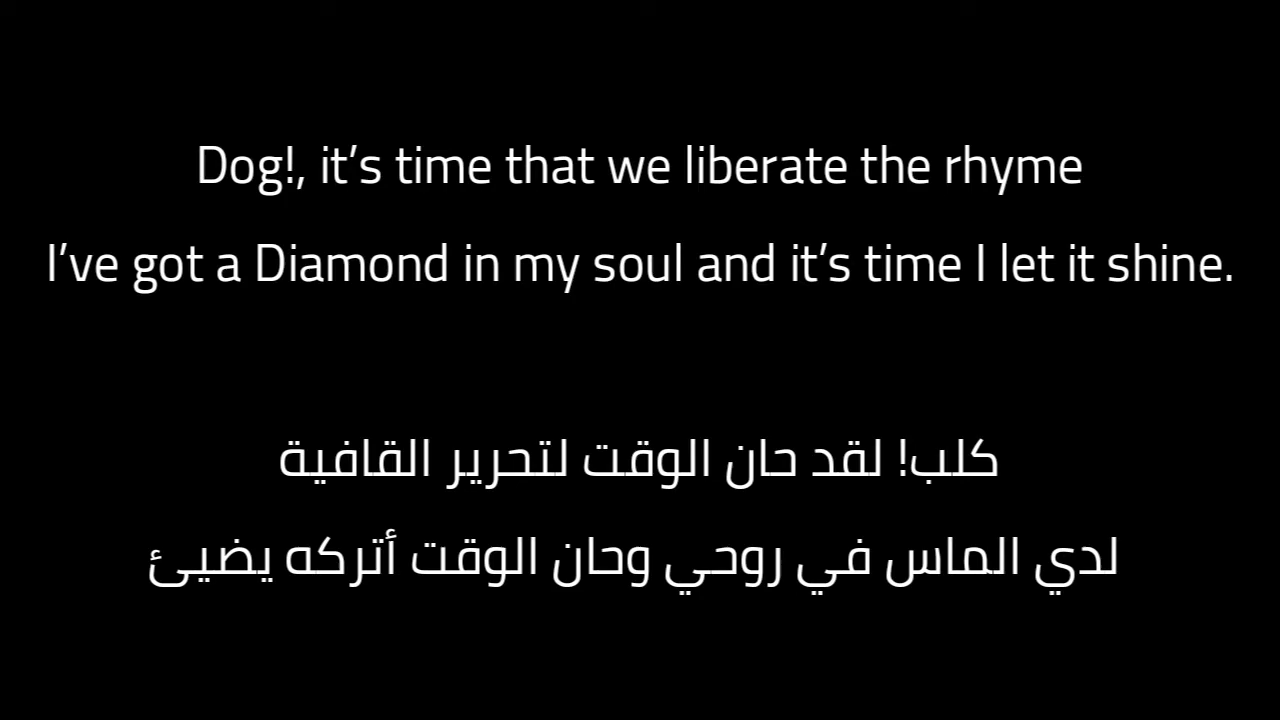 Dog!, it’s time that we liberate the rhyme
I’ve got a Diamond in my soul and it’s time I let it shine.
كلب! لقد حان الوقت لتحرير القافية
لدي الماس في روحي وحان الوقت أتركه يضيئ